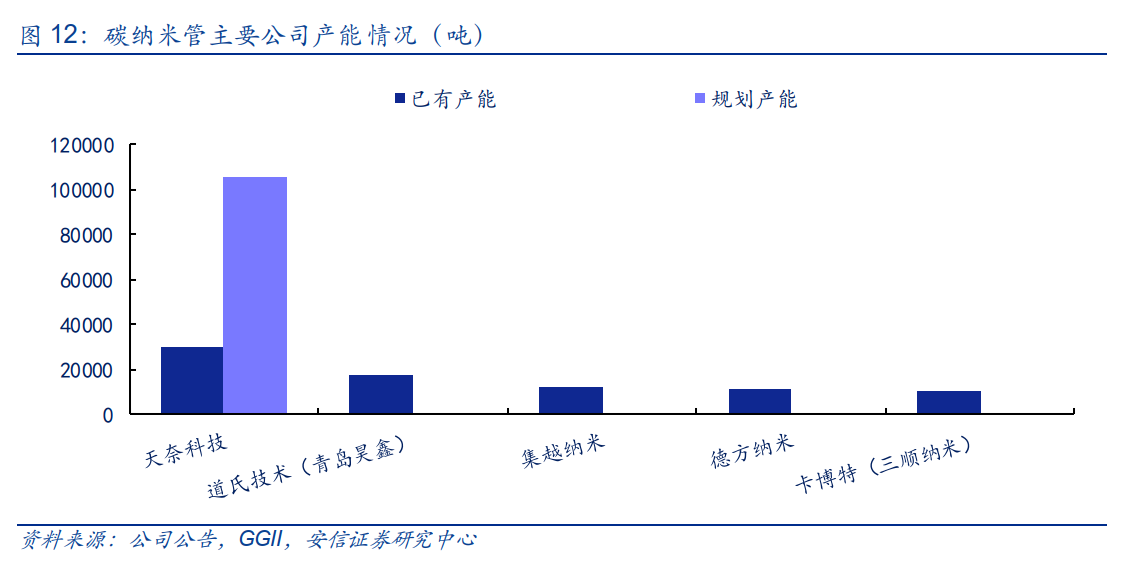 图 12：碳纳米管主要公司产能情况（吨）
已有产能 规划产能
120000
100000
80000
60000
40000
20000
0
天奈科技
道氏技术（青岛昊鑫）
集越纳米
德方纳米
卡博特（三顺纳米）
资料来源：公司公告，GGII，安信证券研究中心